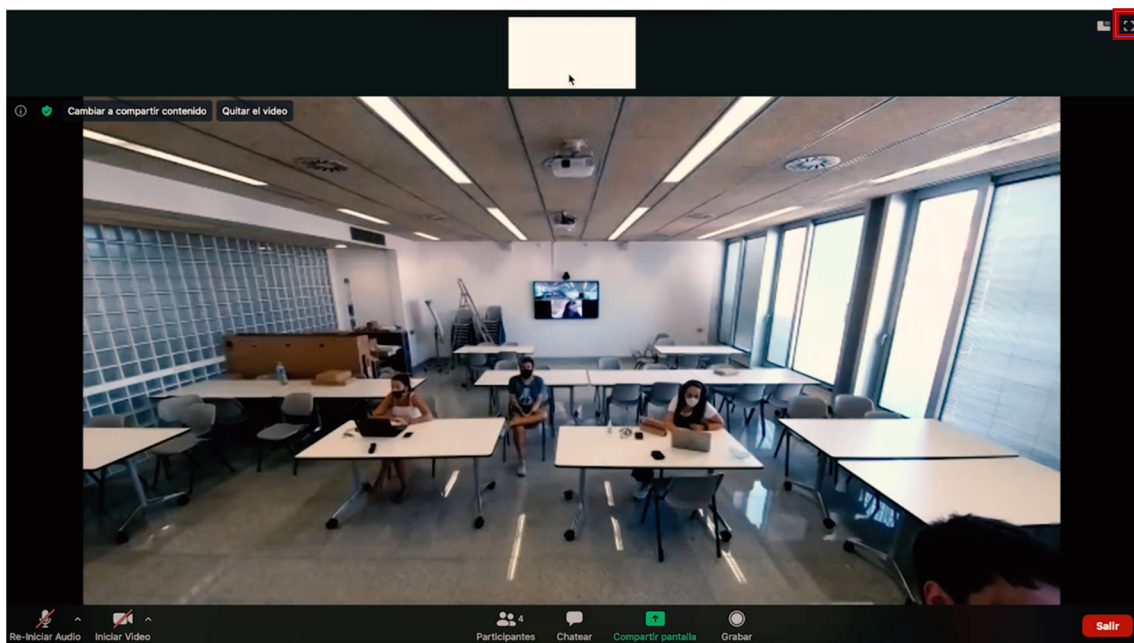 Cambiar a compartir contenido
Quitar el video
4
Re-Iniciar Audio
Iniciar Video
Participantes
Chatear
Compartir pantalla
Grabar
Salir